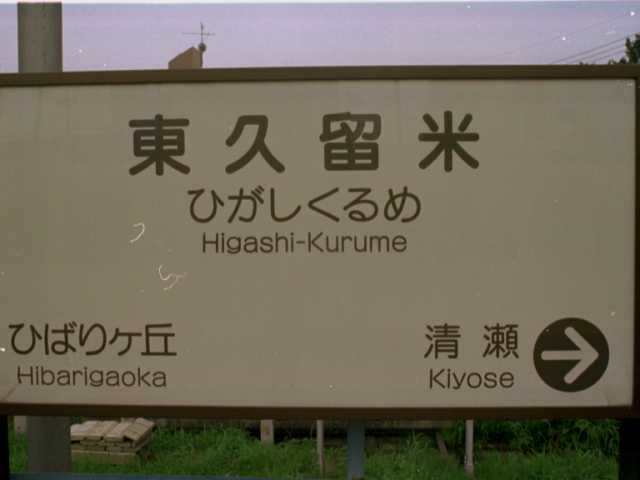 東久留米
ひがしくるめ
Higashi-Kurume
ひばりヶ丘
Hibarigaoka
清瀬
Kiyose